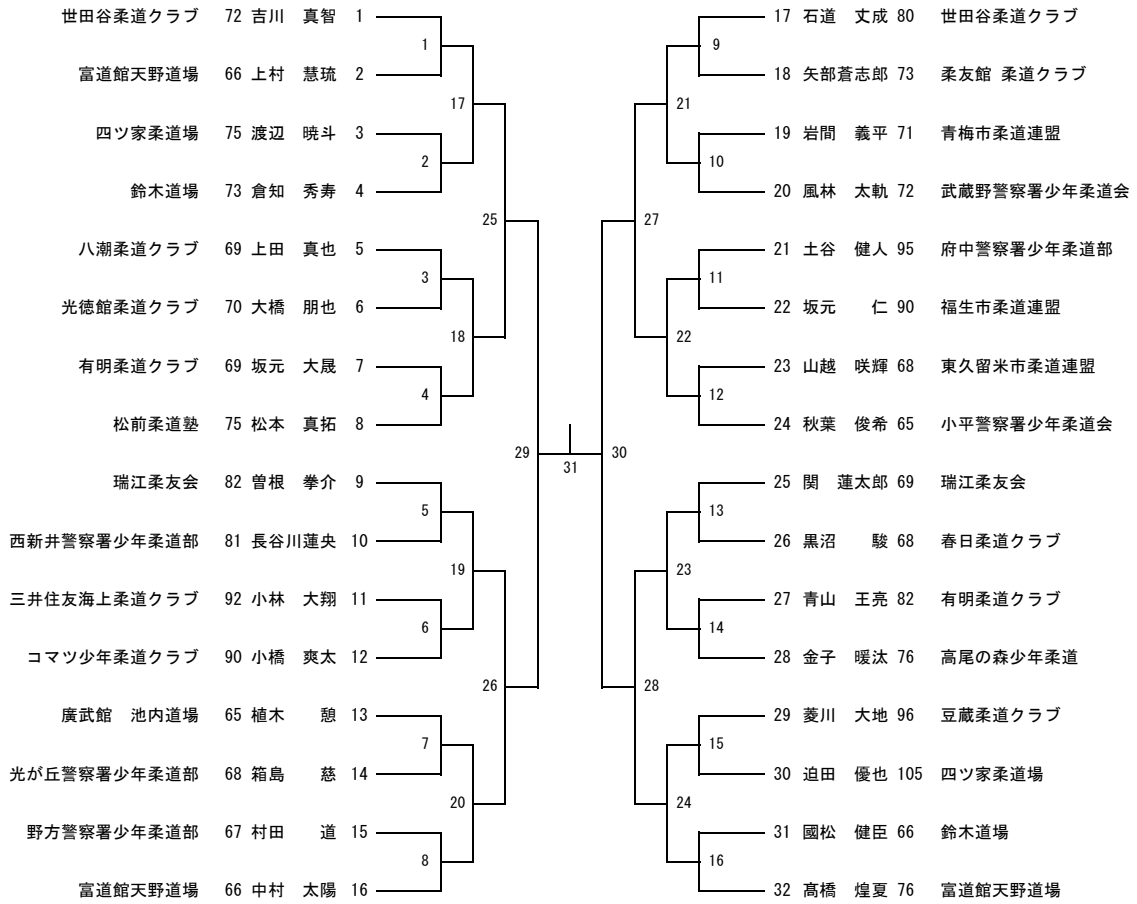 世田谷柔道クラブ 72 吉川 真智 1
富道館天野道場 66 上村 慧琉 2
四ツ家柔道場 75 渡辺 暁斗 3
鈴木道場 73 倉知 秀寿 4
八潮柔道クラブ 69 上田 真也 5
光徳館柔道クラブ 70 大橋 朋也 6
有明柔道クラブ 69 坂元 大晟 7
松前柔道塾 75 松本 真拓 8
瑞江柔友会 82 曽根 拳介 9
西新井警察署少年柔道部 81 長谷川蓮央 10
三井住友海上柔道クラブ 92 小林 大翔 11
コマツ少年柔道クラブ 90 小橋 爽太 12
廣武館 池内道場 65 植木 憩 13
光が丘警察署少年柔道部 68 箱島 慈 14
野方警察署少年柔道部 67 村田 道 15
富道館天野道場 66 中村 太陽 16
1
2
3
4
5
6
7
8
17
18
19
20
25
26
29
31
30
27
28
21
22
23
24
9
10
11
12
13
14
15
16
17 石道 丈成 80 世田谷柔道クラブ
18 矢部蒼志郎 73 柔友館 柔道クラブ
19 岩間 義平 71 青梅市柔道連盟
20 風林 太軌 72 武蔵野警察署少年柔道会
21 土谷 健人 95 府中警察署少年柔道部
22 坂元 仁 90 福生市柔道連盟
23 山越 咲輝 68 東久留米市柔道連盟
24 秋葉 俊希 65 小平警察署少年柔道会
25 関 蓮太郎 69 瑞江柔友会
26 黒沼 駿 68 春日柔道クラブ
27 青山 王亮 82 有明柔道クラブ
28 金子 暖汰 76 高尾の森少年柔道
29 菱川 大地 96 豆蔵柔道クラブ
30 迫田 優也 105 四ツ家柔道場
31 國松 健臣 66 鈴木道場
32 髙橋 煌夏 76 富道館天野道場